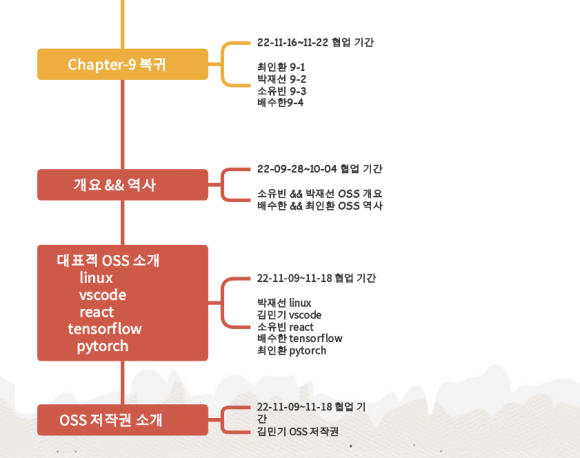 Chapter-9 복귀
22-11-16~11-22 협업 기간
최인환 9-1
박재선 9-2
소유빈 9-3
배수한9-4
개요 && 역사
22-09-28~10-04 협업 기간
소유빈 && 박재선 OSS 개요
배수한 && 최인환 OSS 역사
대표적 OSS 소개
linux
vscode
react
tensorflow
pytorch
22-11-09~11-18 협업 기간
박재선 linux
김민기 vscode
소유빈 react
배수한 tensorflow
최인환 pytorch
OSS 저작권 소개
22-11-09~11-18 협업 기
간
김민기 OSS 저작권